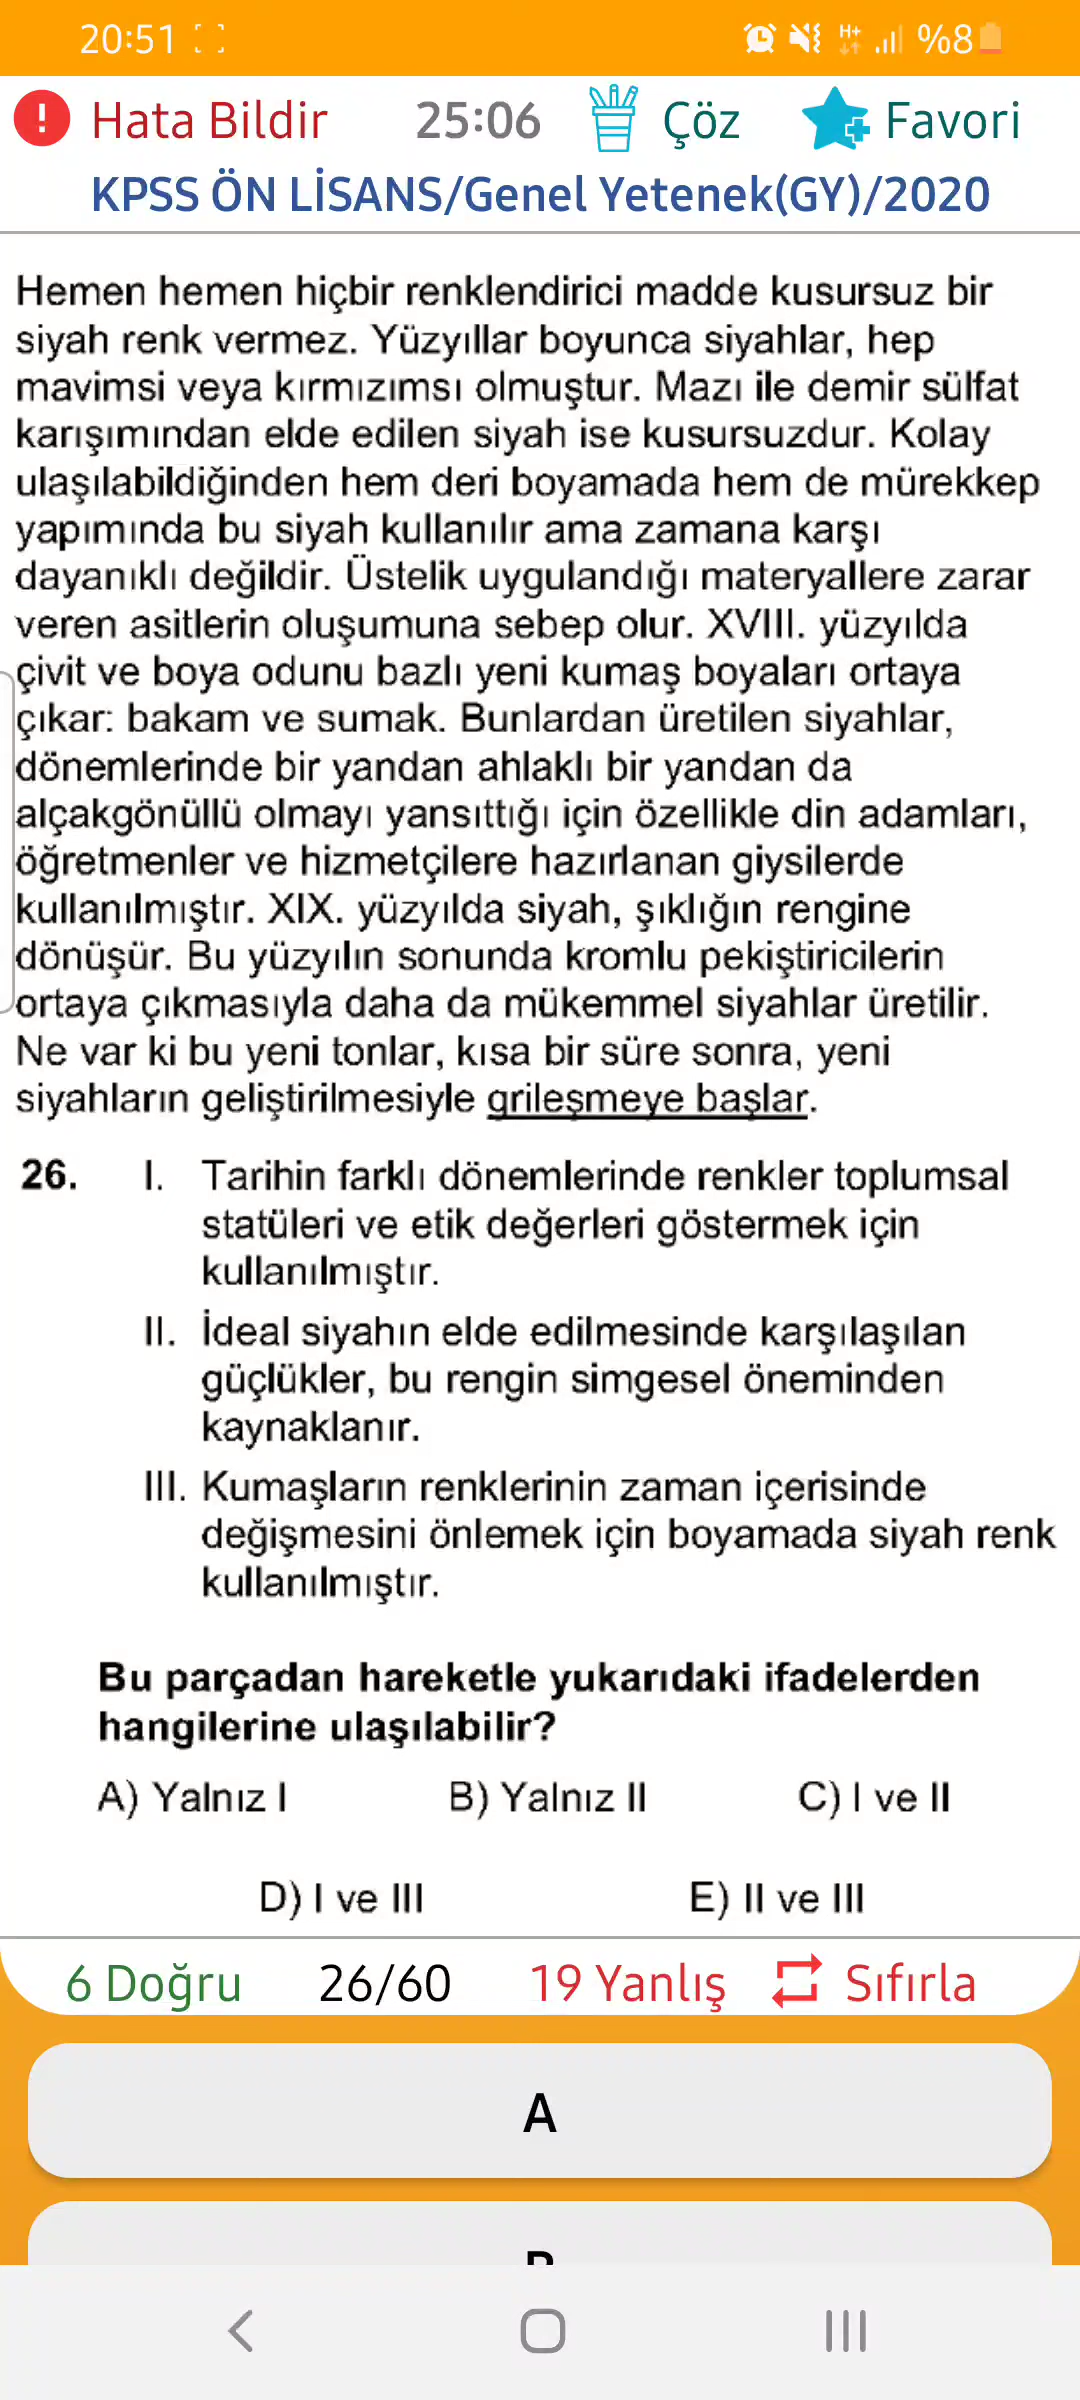 20:51
H+ %8
! Hata Bildir 25:06 Çöz Favori
KPSS ÖN LİSANS/Genel Yetenek(GY)/2020
Hemen hemen hiçbir renklendirici madde kusursuz bir
siyah renk vermez. Yüzyıllar boyunca siyahlar, hep
mavimsi veya kırmızımsı olmuştur. Mazı ile demir sülfat
karışımından elde edilen siyah ise kusursuzdur. Kolay
ulaşılabildiğinden hem deri boyamada hem de mürekkep
yapımında bu siyah kullanılır ama zamana karşı
dayanıklı değildir. Üstelik uygulandığı materyallere zarar
veren asitlerin oluşumuna sebep olur. XVIII. yüzyılda
çivit ve boya odunu bazlı yeni kumaş boyaları ortaya
çıkar: bakam ve sumak. Bunlardan üretilen siyahlar,
dönemlerinde bir yandan ahlaklı bir yandan da
alçakgönüllü olmayı yansıttığı için özellikle din adamları,
öğretmenler ve hizmetçilere hazırlanan giysilerde
kullanılmıştır. XIX. yüzyılda siyah, şıklığın rengine
dönüşür. Bu yüzyılın sonunda kromlu pekiştiricilerin
ortaya çıkmasıyla daha da mükemmel siyahlar üretilir.
Ne var ki bu yeni tonlar, kısa bir süre sonra, yeni
siyahların geliştirilmesiyle grileşmeye başlar.
26. I. Tarihin farklı dönemlerinde renkler toplumsal
statüleri ve etik değerleri göstermek için
kullanılmıştır.
II. İdeal siyahın elde edilmesinde karşılaşılan
güçlükler, bu rengin simgesel öneminden
kaynaklanır.
III. Kumaşların renklerinin zaman içerisinde
değişmesini önlemek için boyamada siyah renk
kullanılmıştır.
Bu parçadan hareketle yukarıdaki ifadelerden
hangilerine ulaşılabilir?
A) Yalnız I B) Yalnız II C) I ve II
D) I ve III E) II ve III
6 Doğru 26/60 19 Yanlış Sıfırla
A